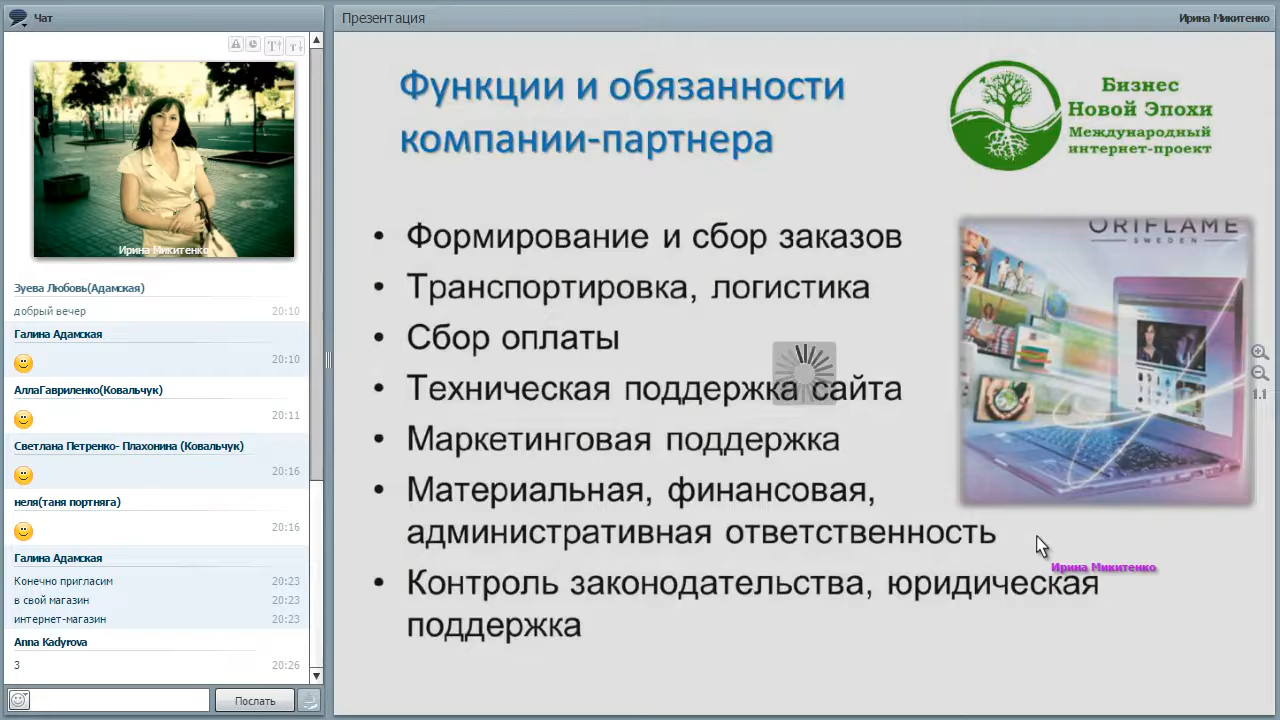 Чат
Ирина Микитенко
Зуева Любовь(Адамская)
добрый вечер 20:10
Галина Адамская
20:10
АллаГавриленко(Ковальчук)
20:11
Светлана Петренко- Плахонина (Ковальчук)
20:16
неля(таня портняга)
20:16
Галина Адамская
Конечно пригласим 20:23
в свой магазин 20:23
интернет-магазин 20:23
Anna Kadyrova
3 20:26
Послать
Презентация
Ирина Микитенко
Функции и обязанности
компании-партнера
Бизнес
Новой Эпохи
Международный
интернет-проект
• Формирование и сбор заказов
• Транспортировка, логистика
• Сбор оплаты
• Техническая поддержка сайта
• Маркетинговая поддержка
• Материальная, финансовая,
административная ответственность
• Контроль законодательства, юридическая
поддержка
ORIFLAME
SWEDEN
1:1
Ирина Микитенко